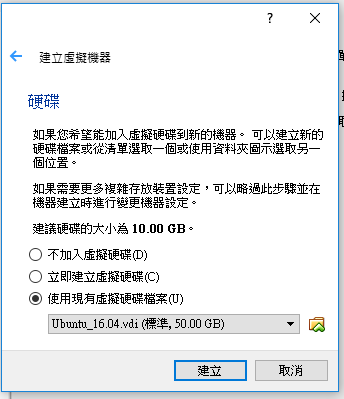 ?
建立虛擬機器
硬碟
如果您希望能加入虛擬硬碟到新的機器。可以建立新的
硬碟檔案或從清單選取一個或使用資料夾圖示選取另一
個位置。
如果需要更多複雜存放裝置設定，可以略過此步驟並在
機器建立時進行變更機器設定。
建議硬碟的大小為 10.00 GB。
不加入虛擬硬碟(D)
立即建立虛擬硬碟(C)
使用現有虛擬硬碟檔案(U)
Ubuntu_16.04.vdi (標準, 50.00 GB)
建立
取消